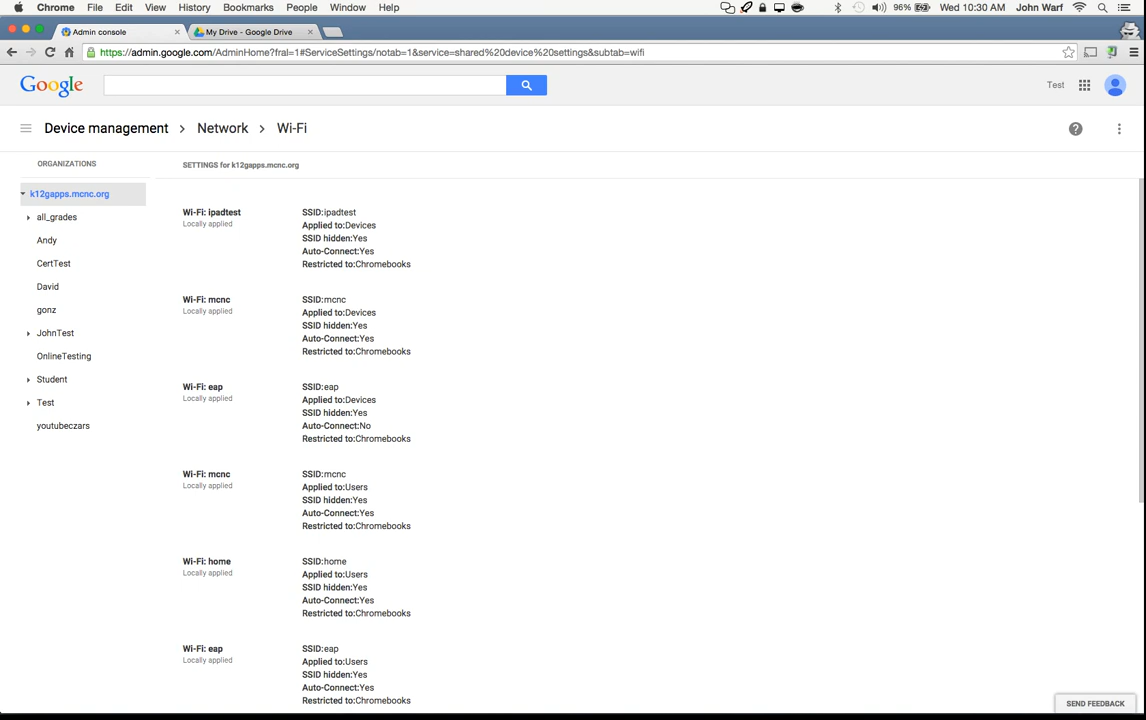 Chrome File Edit View History Bookmarks People Window Help 96% Wed 10:30 AM John Warf
Admin console My Drive - Google Drive
https://admin.google.com/AdminHome?fral=1#ServiceSettings/notab=1&service=shared%20device%20settings&subtab=wifi
Google Test
Device management > Network > Wi-Fi
ORGANIZATIONS
k12gapps.mcnc.org
all_grades
Andy
CertTest
David
gonz
JohnTest
OnlineTesting
Student
Test
youtubeczars
SETTINGS for k12gapps.mcnc.org
Wi-Fi: ipadtest
Locally applied
SSID:ipadtest
Applied to:Devices
SSID hidden:Yes
Auto-Connect:Yes
Restricted to:Chromebooks
Wi-Fi: mcnc
Locally applied
SSID:mcnc
Applied to:Devices
SSID hidden:Yes
Auto-Connect:Yes
Restricted to:Chromebooks
Wi-Fi: eap
Locally applied
SSID:eap
Applied to:Devices
SSID hidden:Yes
Auto-Connect:No
Restricted to:Chromebooks
Wi-Fi: mcnc
Locally applied
SSID:mcnc
Applied to:Users
SSID hidden:Yes
Auto-Connect:Yes
Restricted to:Chromebooks
Wi-Fi: home
Locally applied
SSID:home
Applied to:Users
SSID hidden:Yes
Auto-Connect:Yes
Restricted to:Chromebooks
Wi-Fi: eap
Locally applied
SSID:eap
Applied to:Users
SSID hidden:Yes
Auto-Connect:Yes
Restricted to:Chromebooks
SEND FEEDBACK